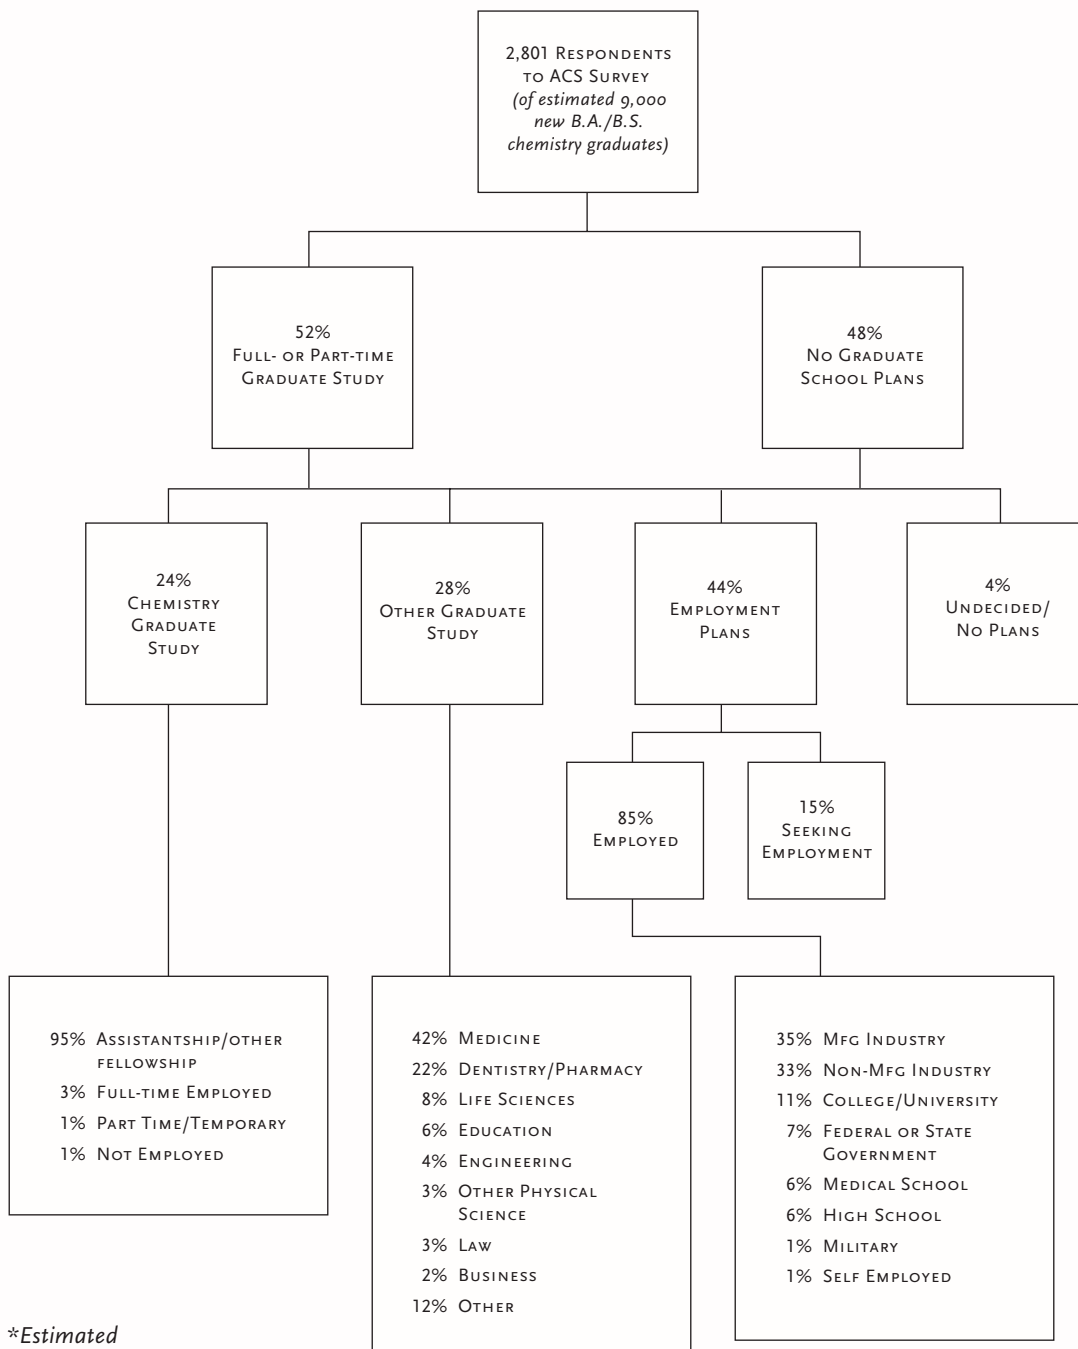 2,801 Respondents
to ACS Survey
(of estimated 9,000
new B.A./B.S.
chemistry graduates)
52%
Full- or Part-time
Graduate Study
48%
No Graduate
School Plans
24%
Chemistry
Graduate
Study
28%
Other Graduate
Study
44%
Employment
Plans
4%
Undecided/
No Plans
85%
Employed
15%
Seeking
Employment
95% Assistantship/other
fellowship
3% Full-time Employed
1% Part Time/Temporary
1% Not Employed
42% Medicine
22% Dentistry/Pharmacy
8% Life Sciences
6% Education
4% Engineering
3% Other Physical
Science
3% Law
2% Business
12% Other
35% Mfg Industry
33% Non-Mfg Industry
11% College/University
7% Federal or State
Government
6% Medical School
6% High School
1% Military
1% Self Employed
*Estimated